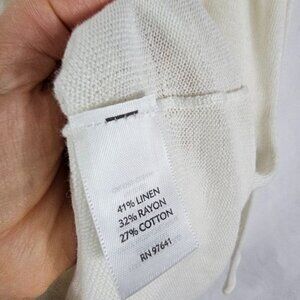 41% LINEN
32% RAYON
27% COTTON
RN 97641